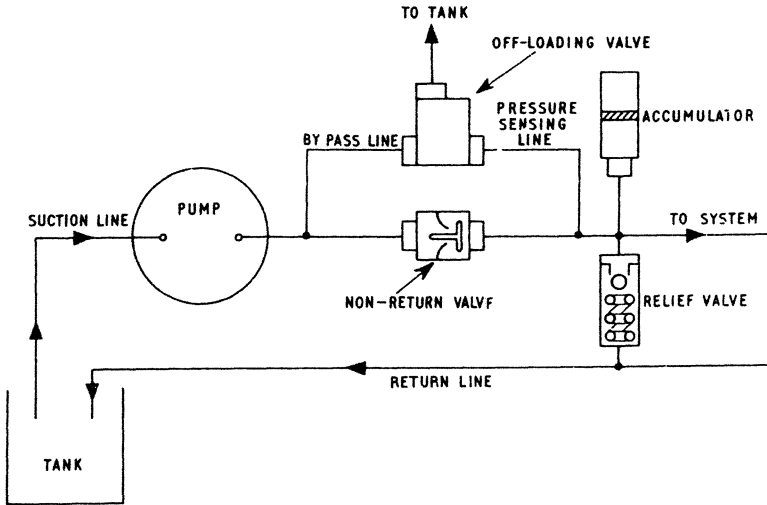 TO TANK
OFF-LOADING VALVE
PRESSURE
SENSING
LINE
BY PASS LINE
ACCUMULATOR
SUCTION LINE
PUMP
TO SYSTEM
NON-RETURN VALVF
RELIEF VALVE
RETURN LINE
TANK